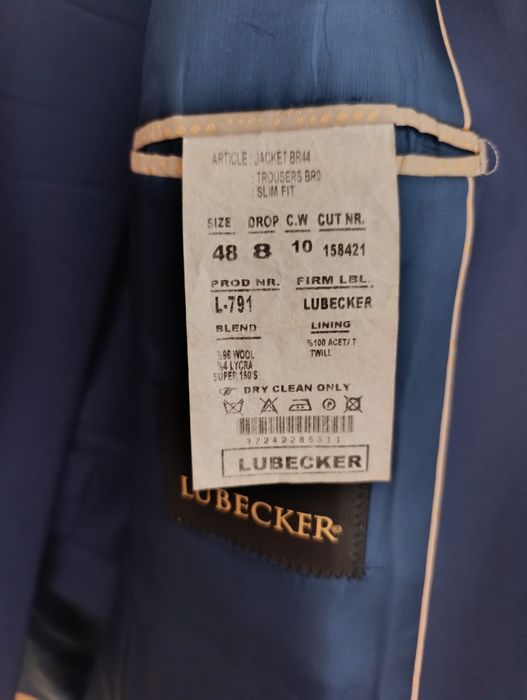 ARTICLE : JACKET BR44
: TROUSERS BR0
: SLIM FIT
SIZE DROP C.W CUT NR.
48 8 10 158421
PROD NR. FIRM LBL.
L-791 LUBECKER
BLEND LINING
%96 WOOL %100 ACET/T
%4 LYCRA TWILL
SUPER 150'S
DRY CLEAN ONLY
LUBECKER
LUBECKER